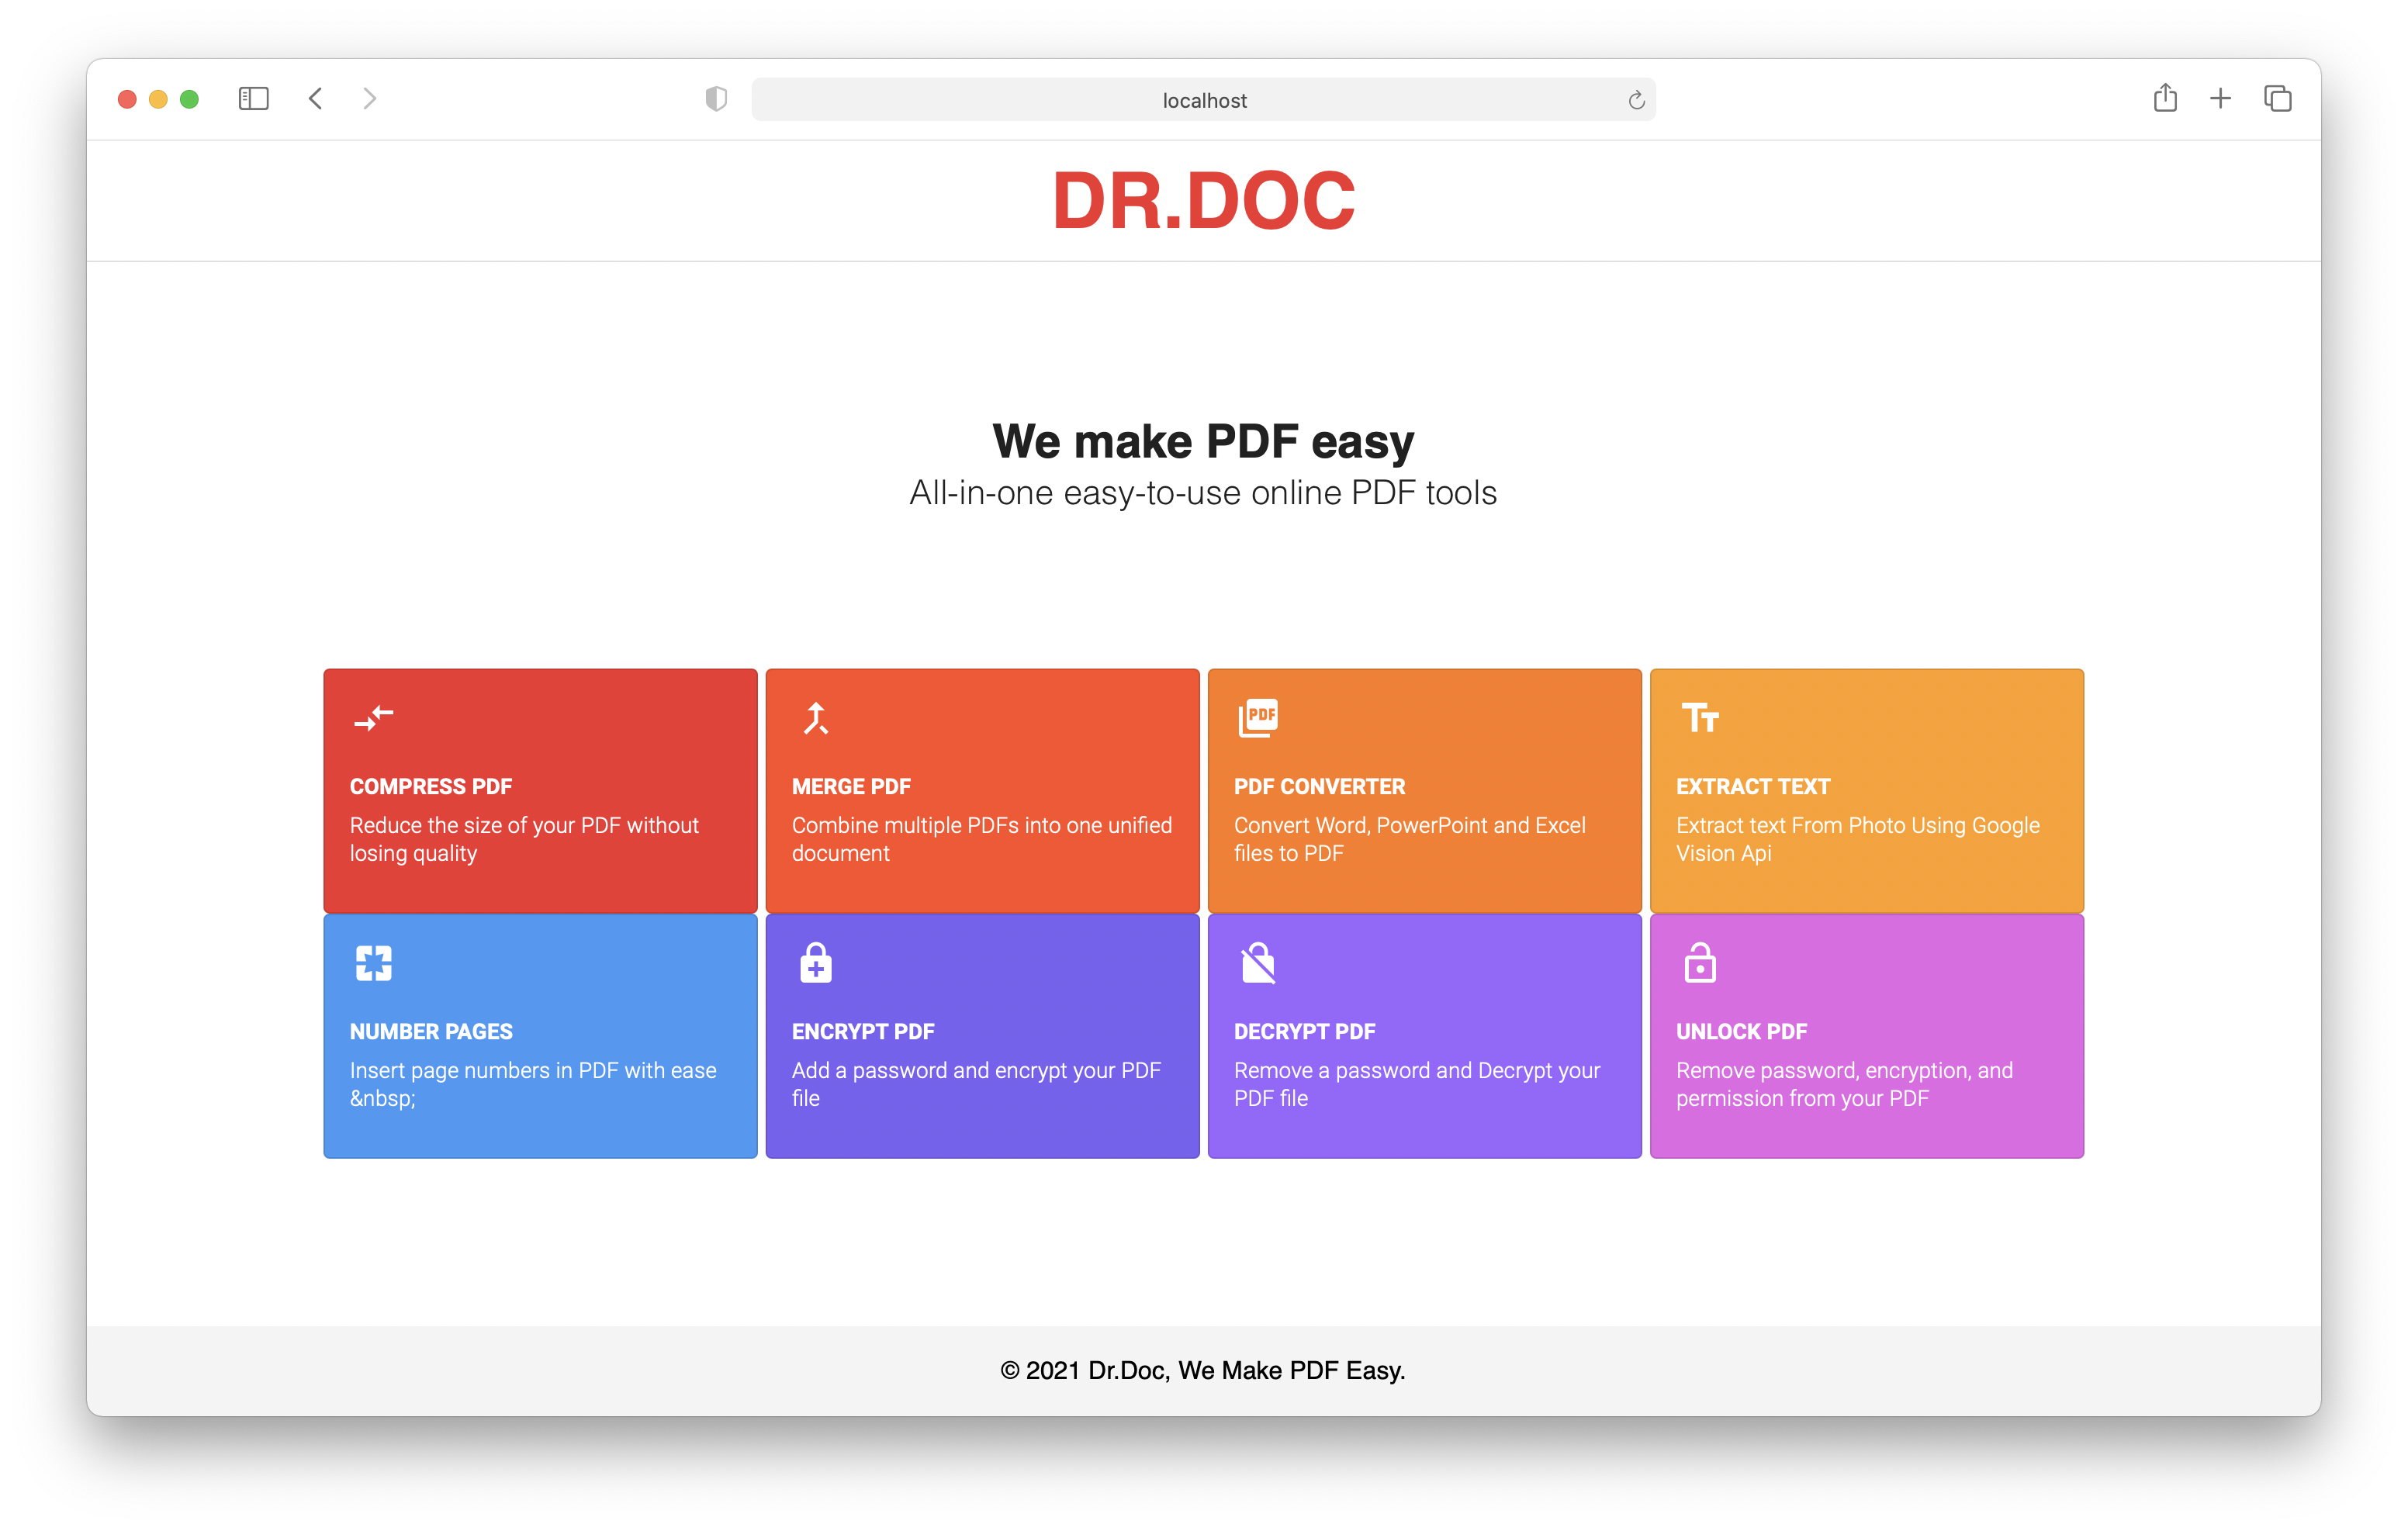 localhost
DR.DOC
We make PDF easy
All-in-one easy-to-use online PDF tools
COMPRESS PDF
Reduce the size of your PDF without
losing quality
MERGE PDF
Combine multiple PDFs into one unified
document
PDF
PDF CONVERTER
Convert Word, PowerPoint and Excel
files to PDF
EXTRACT TEXT
Extract text From Photo Using Google
Vision Api
NUMBER PAGES
Insert page numbers in PDF with ease
&nbsp;
ENCRYPT PDF
Add a password and encrypt your PDF
file
DECRYPT PDF
Remove a password and Decrypt your
PDF file
UNLOCK PDF
Remove password, encryption, and
permission from your PDF
© 2021 Dr.Doc, We Make PDF Easy.